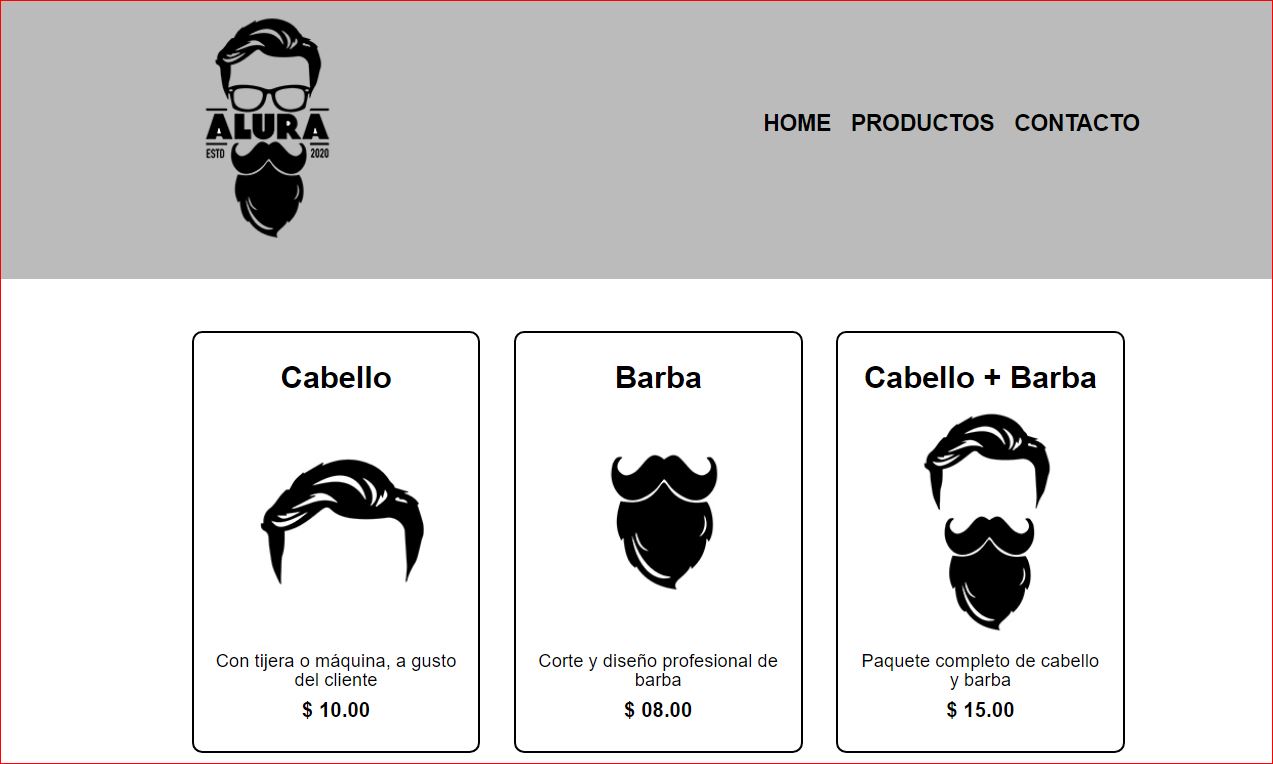 ALURA
ESTD 2020
HOME PRODUCTOS CONTACTO
Cabello
Con tijera o máquina, a gusto
del cliente
$ 10.00
Barba
Corte y diseño profesional de
barba
$ 08.00
Cabello + Barba
Paquete completo de cabello
y barba
$ 15.00